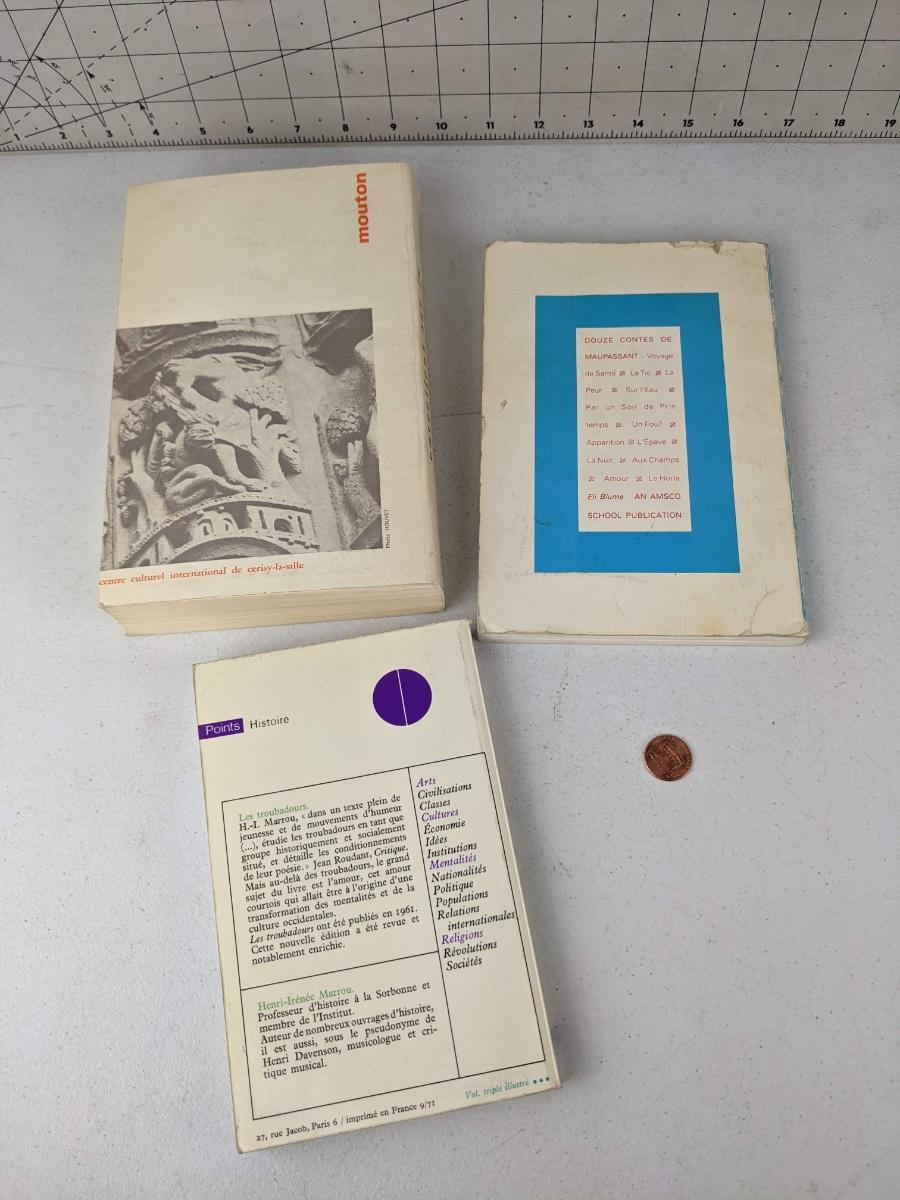 1 2 3 4 5 6 7 8 9 10 11 12 13 14 15 16 17 18 19
mouton
Photo HOUVET
centre culturel international de cerisy-la-salle
DOUZE CONTES DE
MAUPASSANT Voyage
de Santé Le Tic La
Peur Sur l'Eau
Par un Soir de Prin
temps Un Fou?
Apparition L'Épave
La Nuit Aux Champs
Amour Le Horla
Eli Blume AN AMSCO
SCHOOL PUBLICATION
Points Histoire
Les troubadours.
H.-I. Marrou, « dans un texte plein de
jeunesse et de mouvements d'humeur
(...), étudie les troubadours en tant que
groupe historiquement et socialement
situé, et détaille les conditionnements
de leur poésie. » Jean Roudant, Critique.
Mais au-delà des troubadours, le grand
sujet du livre est l'amour, cet amour
courtois qui allait être à l'origine d'une
transformation des mentalités et de la
culture occidentales.
Les troubadours ont été publiés en 1961.
Cette nouvelle édition a été revue et
notablement enrichie.
Henri-Irénée Marrou.
Professeur d'histoire à la Sorbonne et
membre de l'Institut.
Auteur de nombreux ouvrages d'histoire,
il est aussi, sous le pseudonyme de
Henri Davenson, musicologue et cri-
tique musical.
Arts
Civilisations
Classes
Cultures
Économie
Idées
Institutions
Mentalités
Nationalités
Politique
Populations
Relations
internationales
Religions
Révolutions
Sociétés
27, rue Jacob, Paris 6 / imprimé en France 9/71
Vol. triple illustré